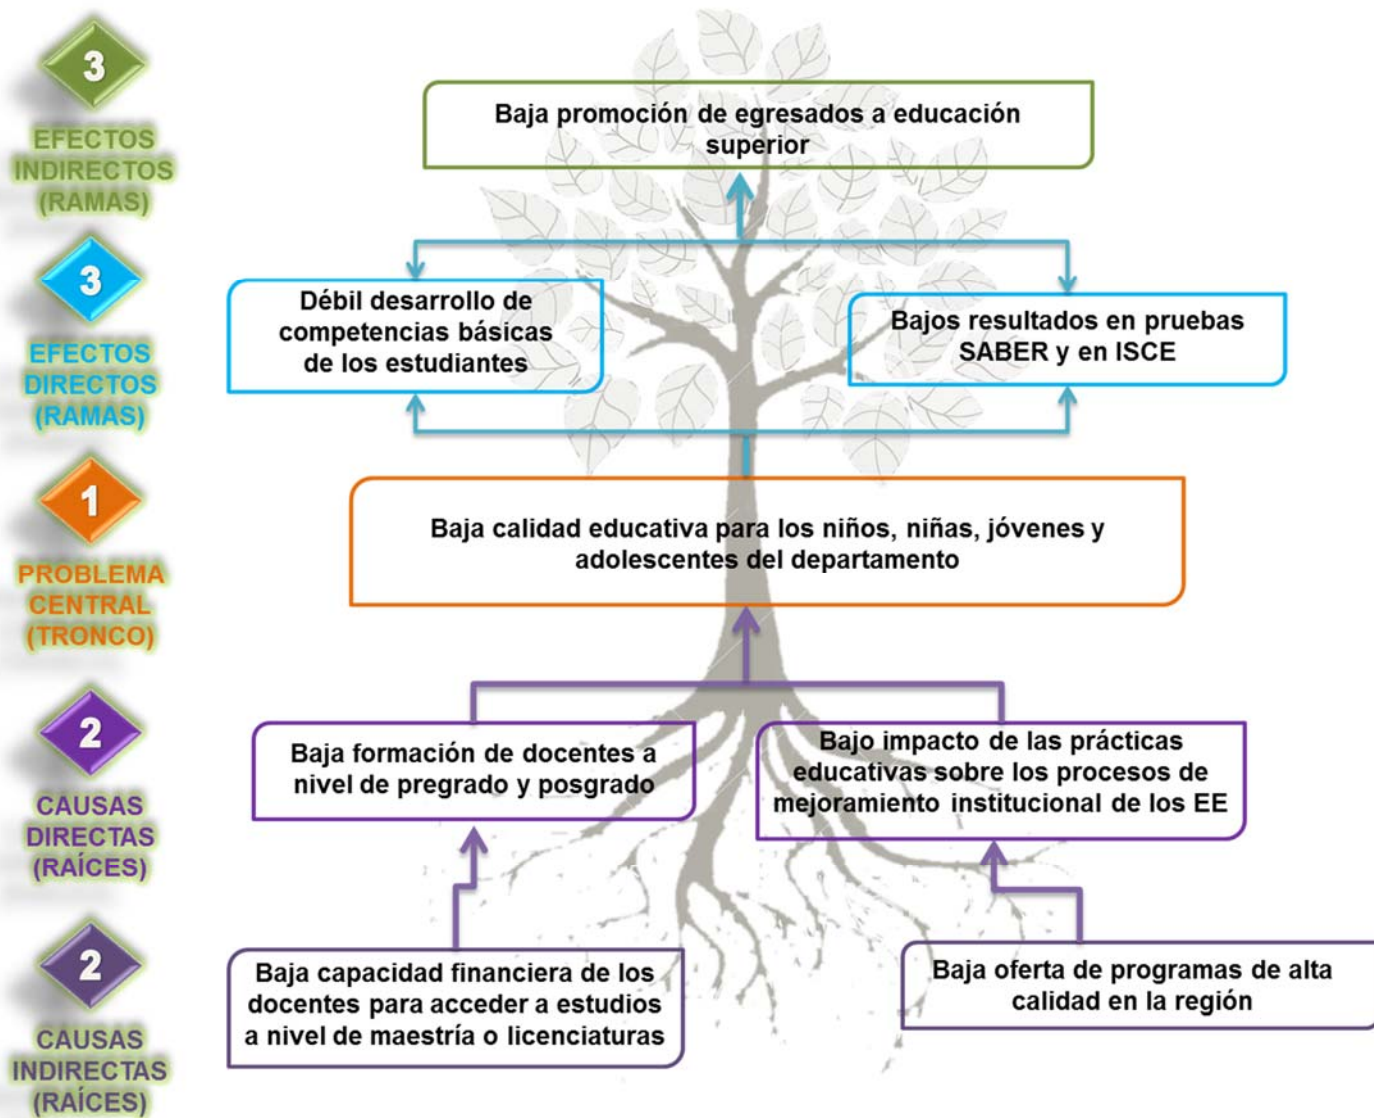 3
EFECTOS
INDIRECTOS
(RAMAS)
Baja promoción de egresados a educación
superior
3
EFECTOS
DIRECTOS
(RAMAS)
Débil desarrollo de
competencias básicas
de los estudiantes
Bajos resultados en pruebas
SABER y en ISCE
1
PROBLEMA
CENTRAL
(TRONCO)
Baja calidad educativa para los niños, niñas, jóvenes y
adolescentes del departamento
2
CAUSAS
DIRECTAS
(RAÍCES)
Baja formación de docentes a
nivel de pregrado y posgrado
Bajo impacto de las prácticas
educativas sobre los procesos de
mejoramiento institucional de los EE
2
CAUSAS
INDIRECTAS
(RAÍCES)
Baja capacidad financiera de los
docentes para acceder a estudios
a nivel de maestría o licenciaturas
Baja oferta de programas de alta
calidad en la región